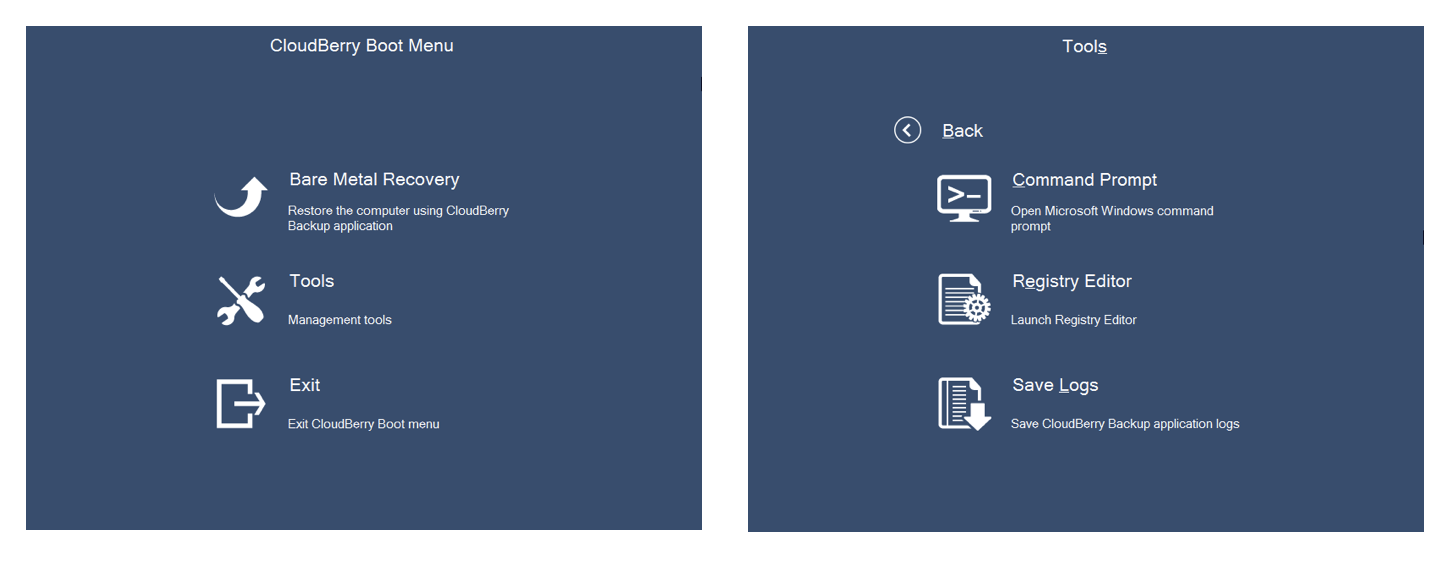 CloudBerry Boot Menu
Bare Metal Recovery
Restore the computer using CloudBerry
Backup application
Tools
Management tools
Exit
Exit CloudBerry Boot menu
Tools
Back
Command Prompt
Open Microsoft Windows command
prompt
Registry Editor
Launch Registry Editor
Save Logs
Save CloudBerry Backup application logs